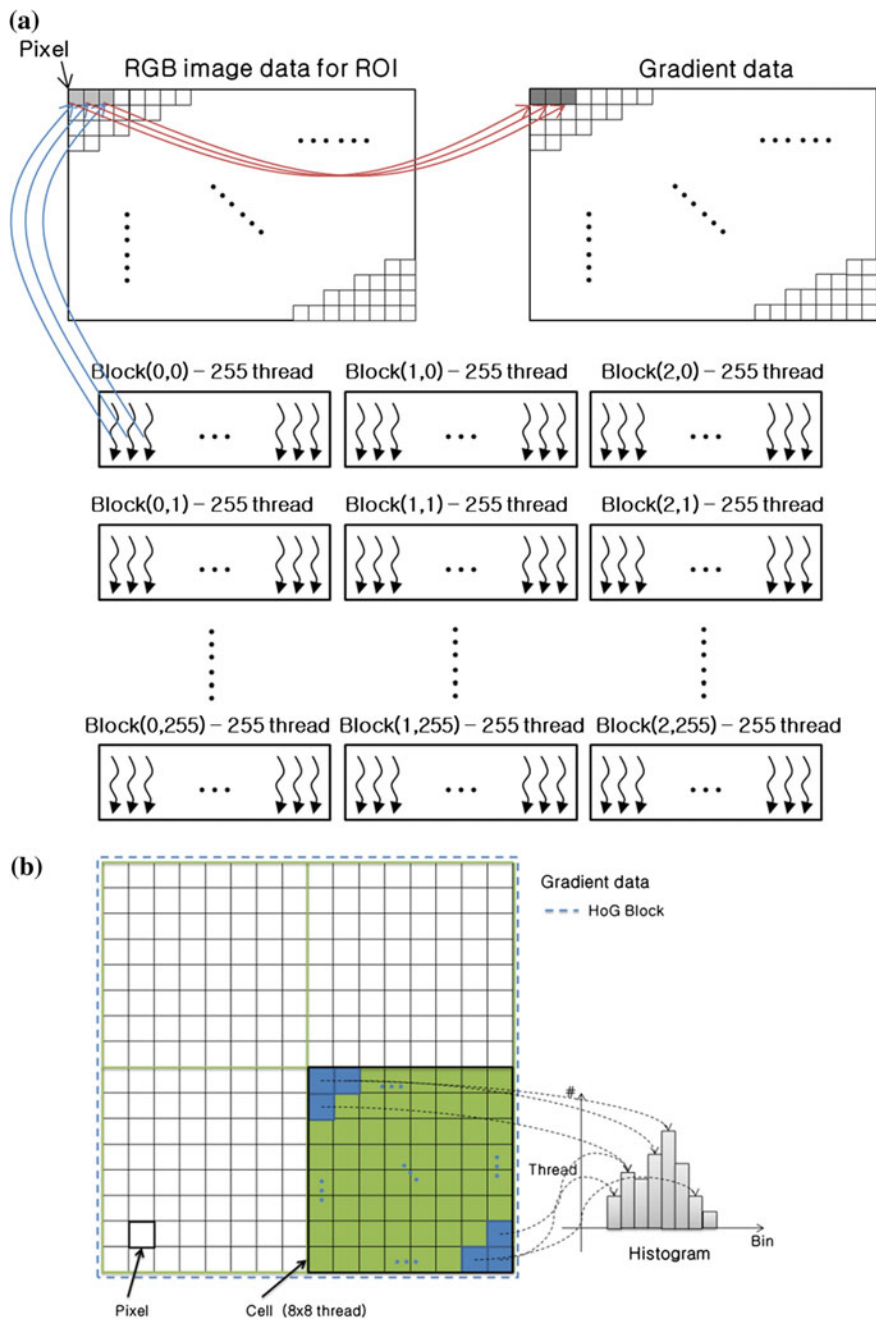 (a)
Pixel
RGB image data for ROI
Gradient data
Block(0,0) – 255 thread
Block(1,0) – 255 thread
Block(2,0) – 255 thread
Block(0,1) – 255 thread
Block(1,1) – 255 thread
Block(2,1) – 255 thread
Block(0,255) – 255 thread
Block(1,255) – 255 thread
Block(2,255) – 255 thread
(b)
Gradient data
HoG Block
#
Thread
Bin
Histogram
Pixel
Cell (8x8 thread)